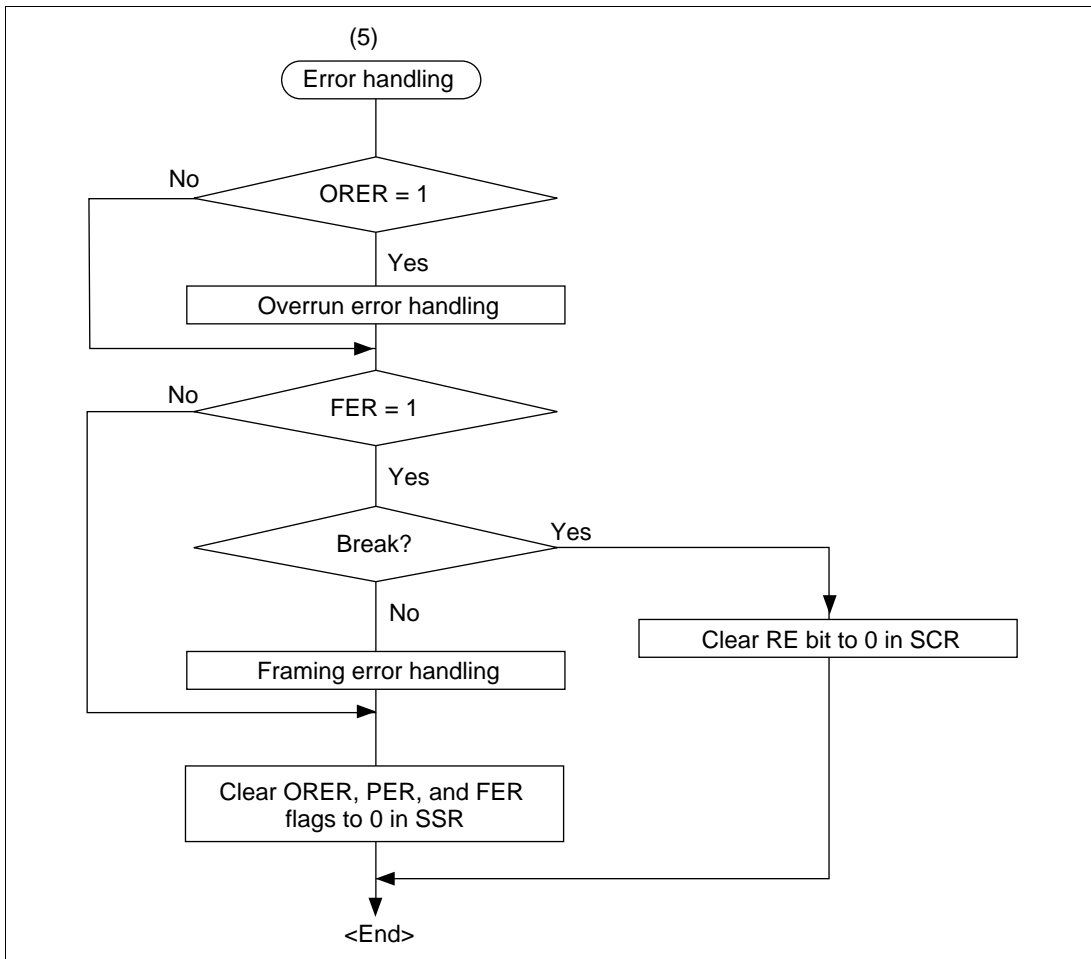 (5)
Error handling
No
ORER = 1
Yes
Overrun error handling
No
FER = 1
Yes
Break?
Yes
No
Clear RE bit to 0 in SCR
Framing error handling
Clear ORER, PER, and FER
flags to 0 in SSR
<End>